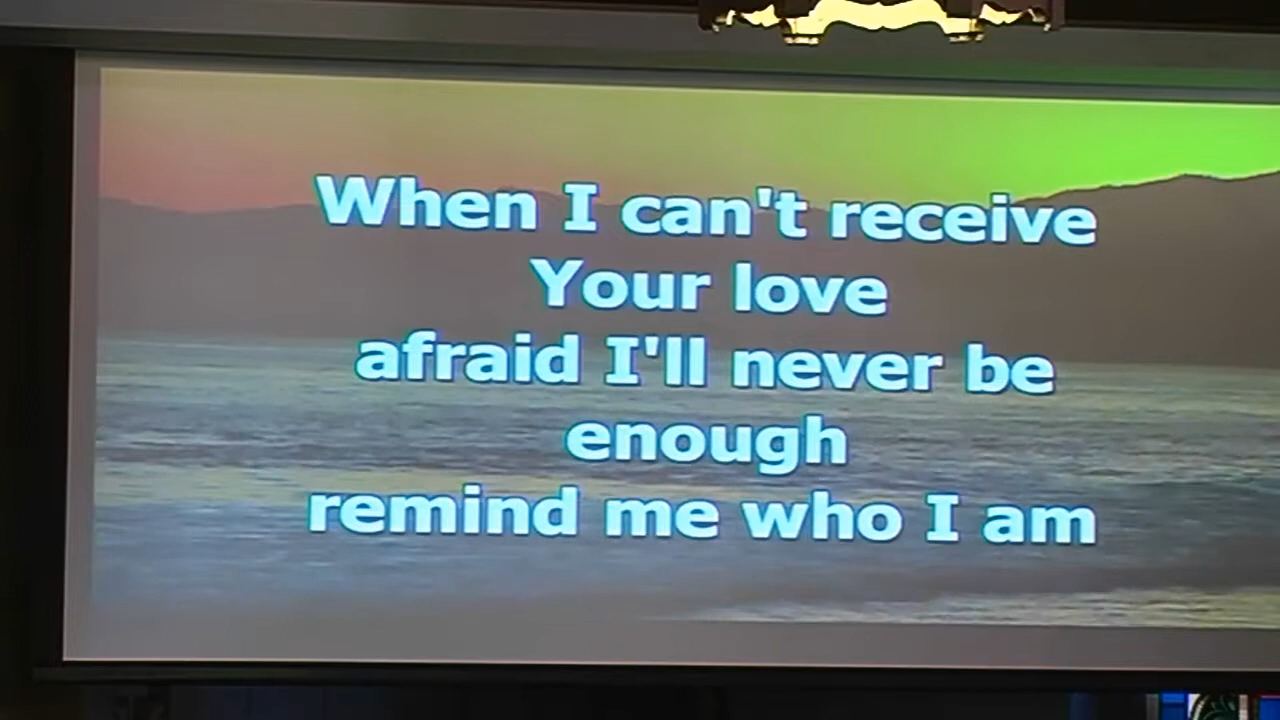 When I can't receive
Your love
afraid I'll never be
enough
remind me who I am